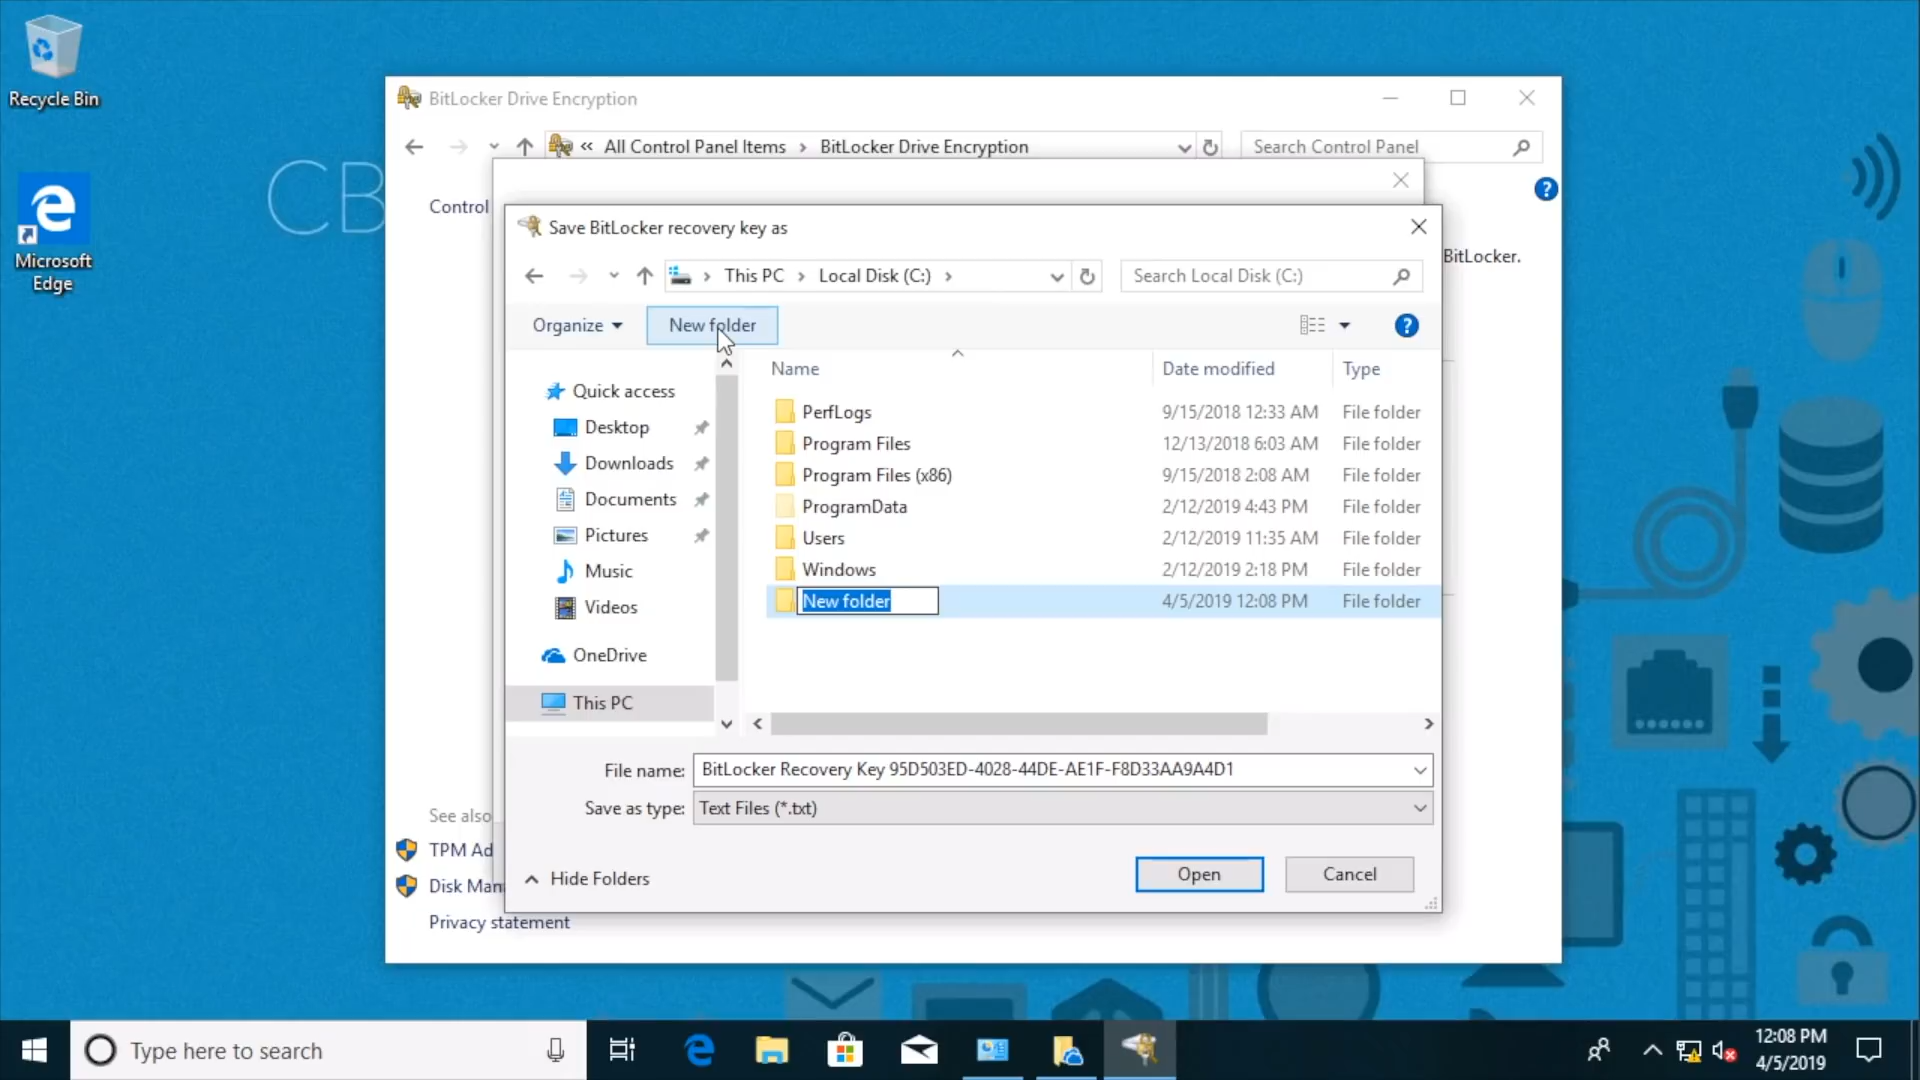 Recycle Bin
Microsoft
Edge
CB
BitLocker Drive Encryption
« All Control Panel Items › BitLocker Drive Encryption
Search Control Panel
Control
BitLocker.
Save BitLocker recovery key as
› This PC › Local Disk (C:) ›
Search Local Disk (C:)
Organize
New folder
Name Date modified Type
Quick access
Desktop
Downloads
Documents
Pictures
Music
Videos
OneDrive
This PC
PerfLogs 9/15/2018 12:33 AM File folder
Program Files 12/13/2018 6:03 AM File folder
Program Files (x86) 9/15/2018 2:08 AM File folder
ProgramData 2/12/2019 4:43 PM File folder
Users 2/12/2019 11:35 AM File folder
Windows 2/12/2019 2:18 PM File folder
New folder 4/5/2019 12:08 PM File folder
File name: BitLocker Recovery Key 95D503ED-4028-44DE-AE1F-F8D33AA9A4D1
Save as type: Text Files (*.txt)
Hide Folders
Open
Cancel
See also
TPM Ad
Disk Man
Privacy statement
Type here to search
12:08 PM
4/5/2019